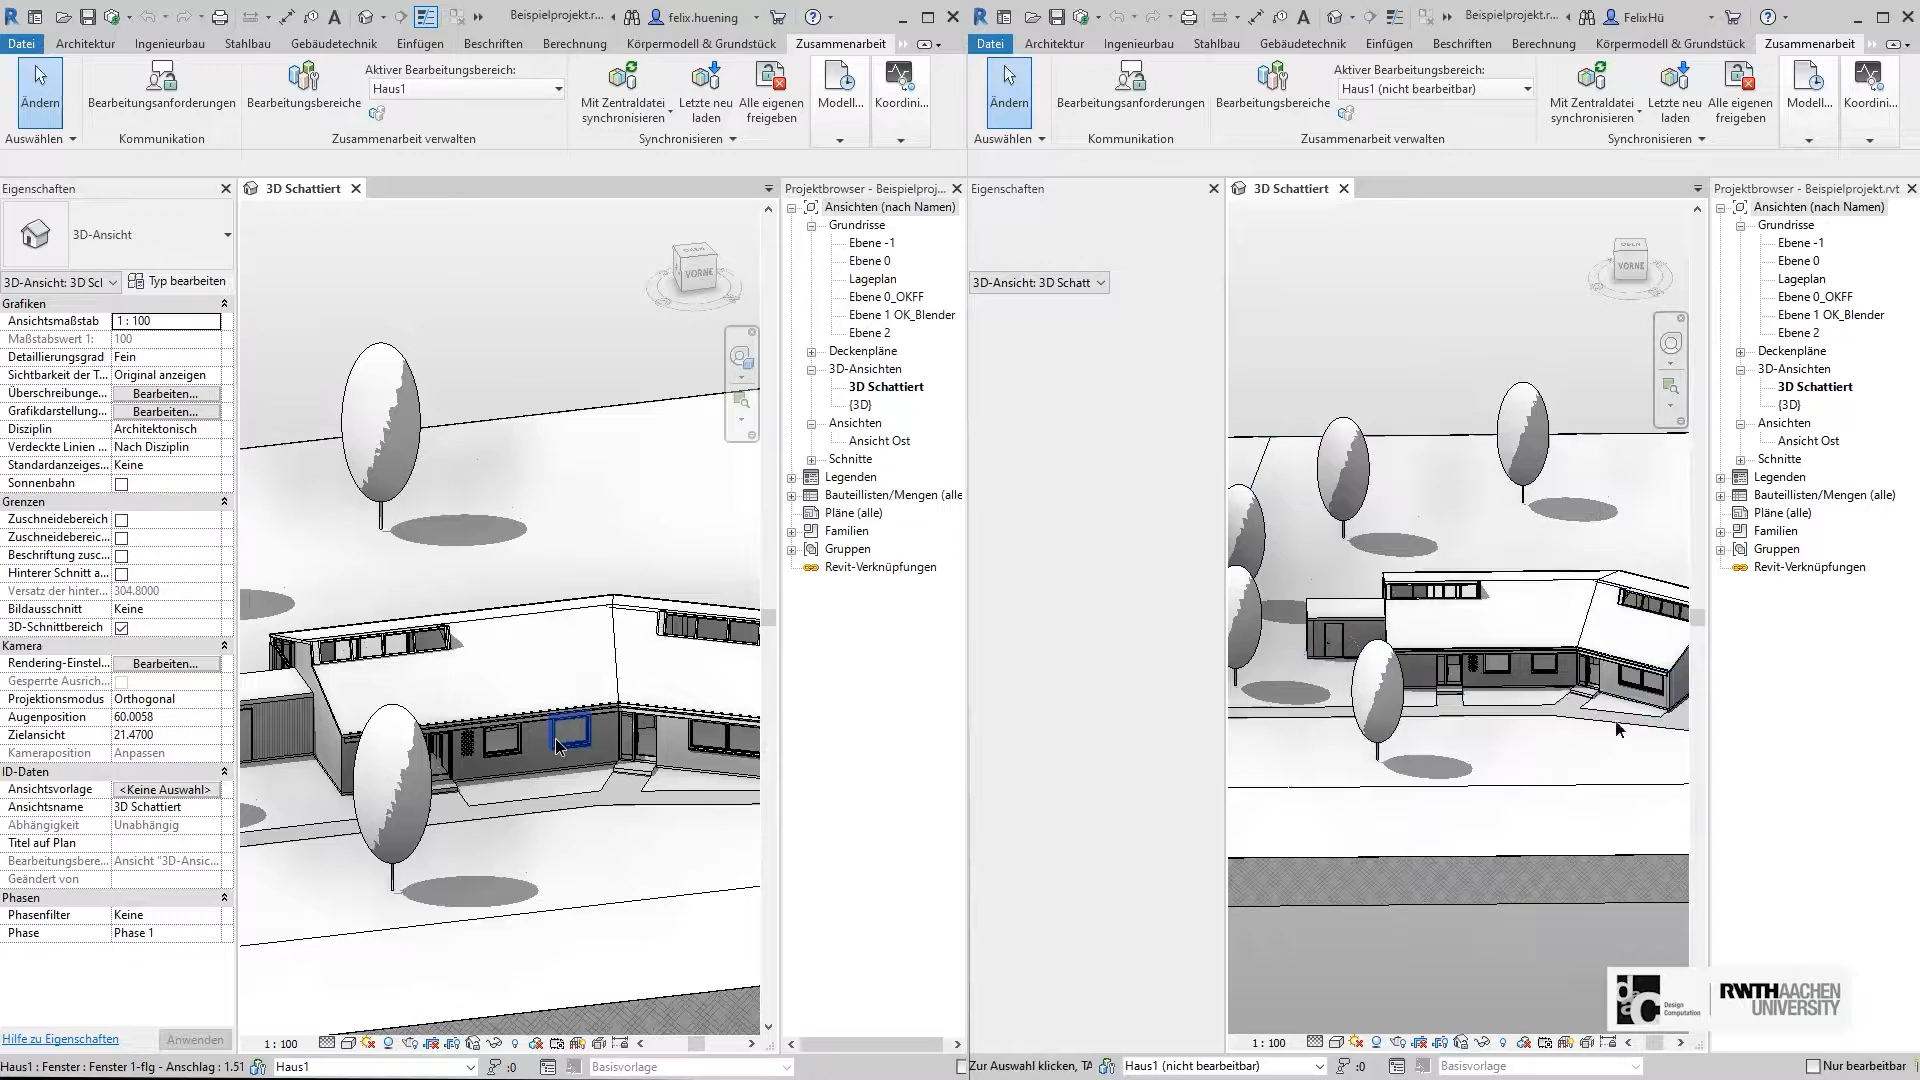 Beispielprojekt.r...
felix.huening
Datei Architektur Ingenieurbau Stahlbau Gebäudetechnik Einfügen Beschriften Berechnung Körpermodell & Grundstück Zusammenarbeit
Ändern
Bearbeitungsanforderungen
Bearbeitungsbereiche
Aktiver Bearbeitungsbereich:
Haus1
Mit Zentraldatei synchronisieren
Letzte neu laden
Alle eigenen freigeben
Modell...
Koordini...
Auswählen Kommunikation Zusammenarbeit verwalten Synchronisieren
Eigenschaften
3D-Ansicht
3D-Ansicht: 3D Scl
Typ bearbeiten
Grafiken
Ansichtsmaßstab 1 : 100
Maßstabswert 1: 100
Detaillierungsgrad Fein
Sichtbarkeit der T... Original anzeigen
Überschreibunge... Bearbeiten...
Grafikdarstellung... Bearbeiten...
Disziplin Architektonisch
Verdeckte Linien ... Nach Disziplin
Standardanzeiges... Keine
Sonnenbahn
Grenzen
Zuschneidebereich
Zuschneidebereic...
Beschriftung zusc...
Hinterer Schnitt a...
Versatz der hinter... 304.8000
Bildausschnitt Keine
3D-Schnittbereich
Kamera
Rendering-Einstel... Bearbeiten...
Gesperrte Ausrich...
Projektionsmodus Orthogonal
Augenposition 60.0058
Zielansicht 21.4700
Kameraposition Anpassen
ID-Daten
Ansichtsvorlage <Keine Auswahl>
Ansichtsname 3D Schattiert
Abhängigkeit Unabhängig
Titel auf Plan
Bearbeitungsbere... Ansicht "3D-Ansic...
Geändert von
Phasen
Phasenfilter Keine
Phase Phase 1
Hilfe zu Eigenschaften Anwenden
3D Schattiert
VORNE
1 : 100
Projektbrowser - Beispielproj...
Ansichten (nach Namen)
Grundrisse
Ebene -1
Ebene 0
Lageplan
Ebene 0_OKFF
Ebene 1 OK_Blender
Ebene 2
Deckenpläne
3D-Ansichten
3D Schattiert
{3D}
Ansichten
Ansicht Ost
Schnitte
Legenden
Bauteillisten/Mengen (alle
Pläne (alle)
Familien
Gruppen
Revit-Verknüpfungen
Haus1 : Fenster : Fenster 1-flg - Anschlag : 1.51
Haus1
:0
Basisvorlage
Beispielprojekt.r...
FelixHü
Datei Architektur Ingenieurbau Stahlbau Gebäudetechnik Einfügen Beschriften Berechnung Körpermodell & Grundstück Zusammenarbeit
Ändern
Bearbeitungsanforderungen
Bearbeitungsbereiche
Aktiver Bearbeitungsbereich:
Haus1 (nicht bearbeitbar)
Mit Zentraldatei synchronisieren
Letzte neu laden
Alle eigenen freigeben
Modell...
Koordini...
Auswählen Kommunikation Zusammenarbeit verwalten Synchronisieren
Eigenschaften
3D-Ansicht: 3D Schatt
3D Schattiert
OBEN
VORNE
1 : 100
Projektbrowser - Beispielprojekt.rvt
Ansichten (nach Namen)
Grundrisse
Ebene -1
Ebene 0
Lageplan
Ebene 0_OKFF
Ebene 1 OK_Blender
Ebene 2
Deckenpläne
3D-Ansichten
3D Schattiert
{3D}
Ansichten
Ansicht Ost
Schnitte
Legenden
Bauteillisten/Mengen (alle)
Pläne (alle)
Familien
Gruppen
Revit-Verknüpfungen
Design
Computation
RWTHAACHEN
UNIVERSITY
Zur Auswahl klicken, TA
Haus1 (nicht bearbeitbar)
:0
Basisvorlage
Nur bearbeitbar